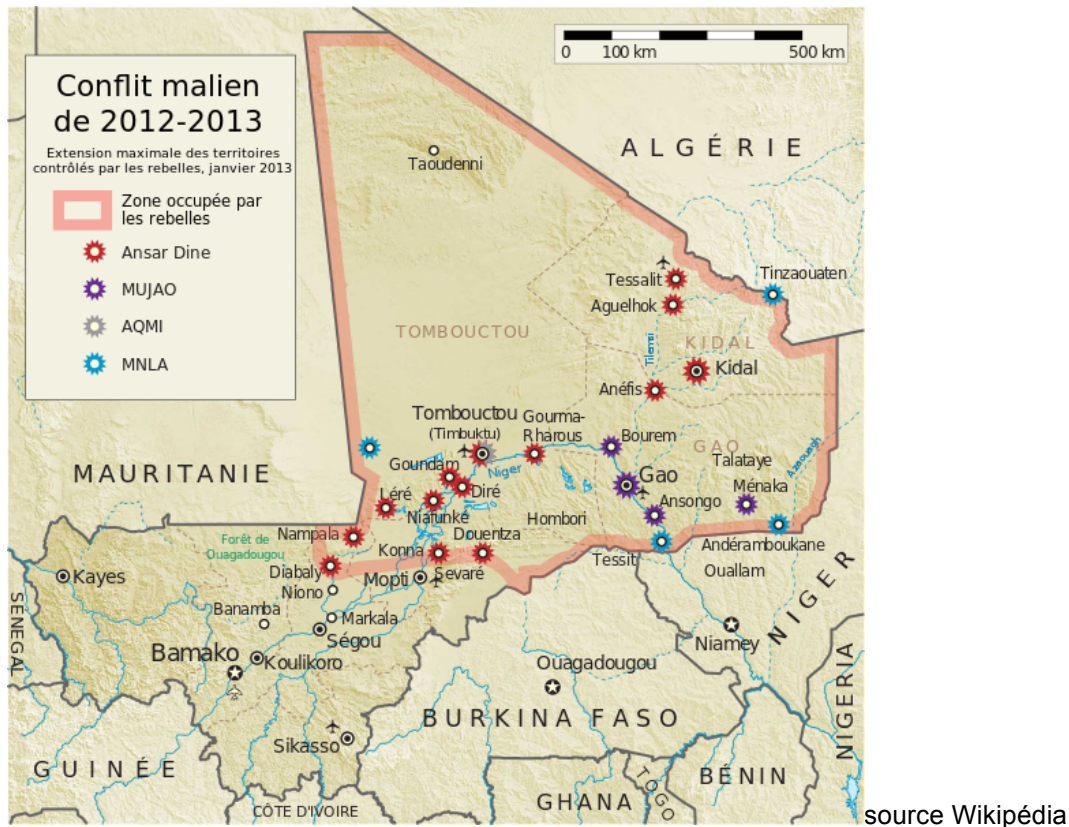 Conflit malien
de 2012-2013
Extension maximale des territoires
contrôlés par les rebelles, janvier 2013
Zone occupée par
les rebelles
Ansar Dine
MUJAO
AQMI
MNLA
0 100 km 500 km
ALGÉRIE
Taoudenni
Tessalit
Tinzaouaten
Aguelhok
TOMBOUCTOU
Tilemsi
KIDAL
Kidal
Anéfis
Tombouctou
(Timbuktu)
Gourma-
Rharous
Bourem
GAO
Talataye
Azaouagh
MAURITANIE
Goundam
Niger
Gao
Ménaka
Diré
Léré
Niafunké
Ansongo
Hombori
Nampala
Douentza
Konna
Forêt de
Ouagadougou
Tessit
Andéramboukane
Ouallam
Diabaly
Mopti
Sevaré
Kayes
Niono
Banamba
Markala
Ségou
SÉNÉGAL
NIGER
Niamey
Bamako
Koulikoro
Ouagadougou
BURKINA FASO
Sikasso
NIGERIA
GUINÉE
BÉNIN
TOGO
GHANA
CÔTE D'IVOIRE
source Wikipédia